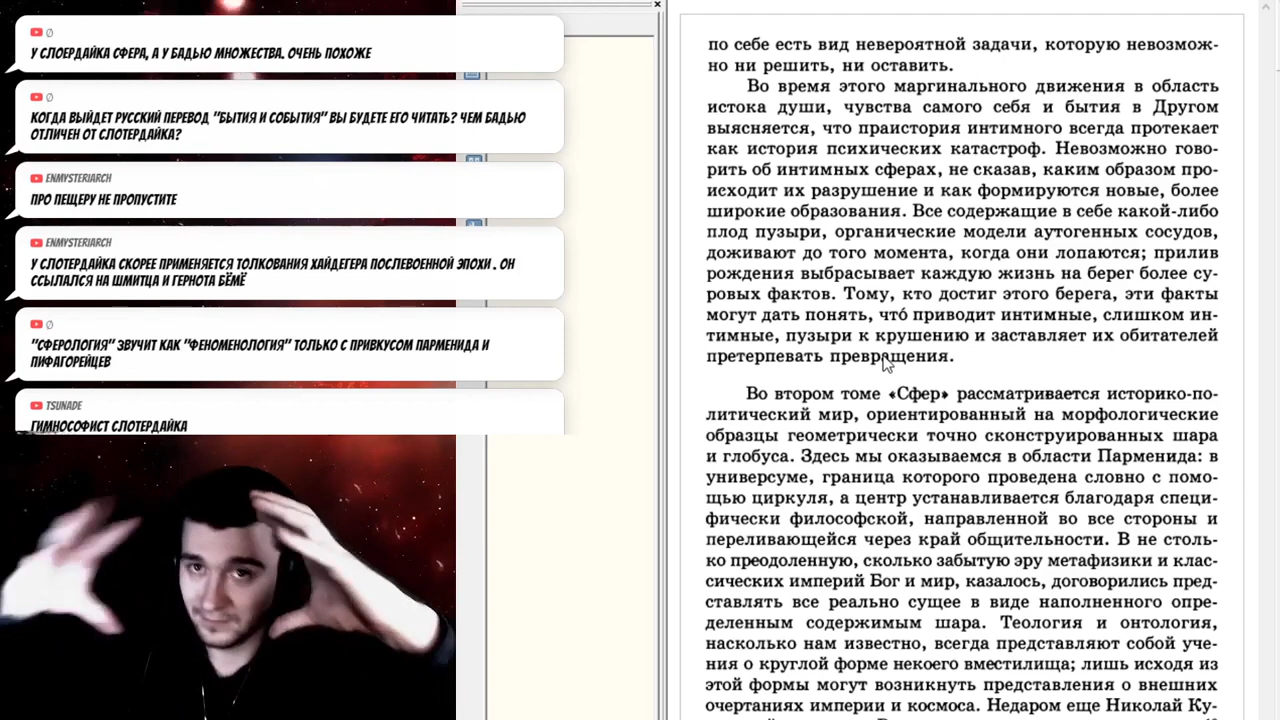 Ø
У СЛОЕРДАЙКА СФЕРА, А У БАДЬЮ МНОЖЕСТВА. ОЧЕНЬ ПОХОЖЕ
Ø
КОГДА ВЫЙДЕТ РУССКИЙ ПЕРЕВОД "БЫТИЯ И СОБЫТИЯ" ВЫ БУДЕТЕ ЕГО ЧИТАТЬ? ЧЕМ БАДЬЮ
ОТЛИЧЕН ОТ СЛОТЕРДАЙКА?
ENMYSTERIARCH
ПРО ПЕЩЕРУ НЕ ПРОПУСТИТЕ
ENMYSTERIARCH
У СЛОТЕРДАЙКА СКОРЕЕ ПРИМЕНЯЕТСЯ ТОЛКОВАНИЯ ХАЙДЕГЕРА ПОСЛЕВОЕННОЙ ЭПОХИ . ОН
ССЫЛАЛСЯ НА ШМИТЦА И ГЕРНОТА БЁМЁ
Ø
"СФЕРОЛОГИЯ" ЗВУЧИТ КАК "ФЕНОМЕНОЛОГИЯ" ТОЛЬКО С ПРИВКУСОМ ПАРМЕНИДА И
ПИФАГОРЕЙЦЕВ
TSUNADE
ГИМНОСОФИСТ СЛОТЕРДАЙКА
по себе есть вид невероятной задачи, которую невозмож-
но ни решить, ни оставить.
Во время этого маргинального движения в область
истока души, чувства самого себя и бытия в Другом
выясняется, что праистория интимного всегда протекает
как история психических катастроф. Невозможно гово-
рить об интимных сферах, не сказав, каким образом про-
исходит их разрушение и как формируются новые, более
широкие образования. Все содержащие в себе какой-либо
плод пузыри, органические модели аутогенных сосудов,
доживают до того момента, когда они лопаются; прилив
рождения выбрасывает каждую жизнь на берег более су-
ровых фактов. Тому, кто достиг этого берега, эти факты
могут дать понять, что́ приводит интимные, слишком ин-
тимные, пузыри к крушению и заставляет их обитателей
претерпевать превращения.
Во втором томе «Сфер» рассматривается историко-по-
литический мир, ориентированный на морфологические
образцы геометрически точно сконструированных шара
и глобуса. Здесь мы оказываемся в области Парменида: в
универсуме, граница которого проведена словно с помо-
щью циркуля, а центр устанавливается благодаря специ-
фически философской, направленной во все стороны и
переливающейся через край общительности. В не столь-
ко преодоленную, сколько забытую эру метафизики и клас-
сических империй Бог и мир, казалось, договорились пред-
ставлять все реально сущее в виде наполненного опре-
деленным содержимым шара. Теология и онтология,
насколько нам известно, всегда представляют собой уче-
ния о круглой форме некоего вместилища; лишь исходя из
этой формы могут возникнуть представления о внешних
очертаниях империи и космоса. Недаром еще Николай Ку-